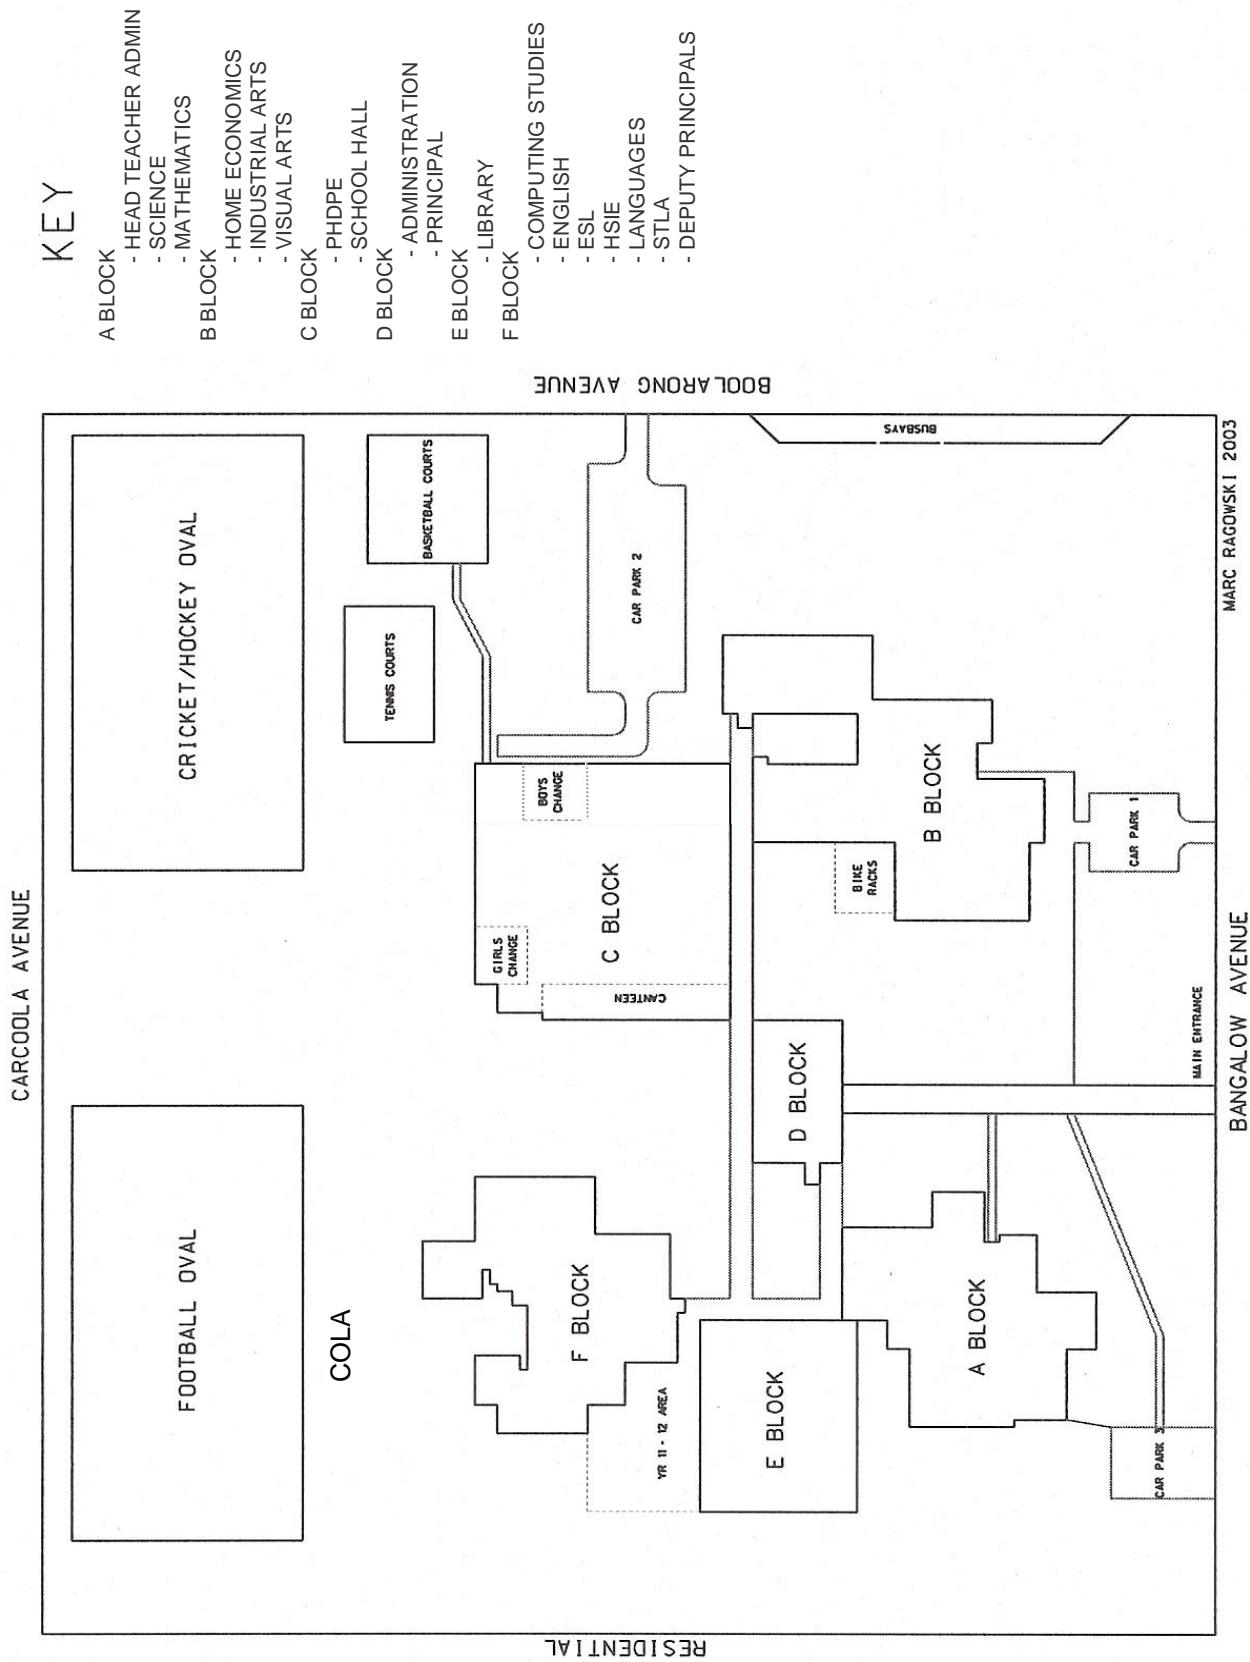 CARCOOLA AVENUE
FOOTBALL OVAL
CRICKET/HOCKEY OVAL
COLA
TENNIS COURTS
BASKETBALL COURTS
F BLOCK
GIRLS
CHANGE
BOYS
CHANGE
C BLOCK
CANTEEN
CAR PARK 2
YR 11 - 12 AREA
E BLOCK
D BLOCK
BIKE
RACKS
B BLOCK
A BLOCK
BUSBAYS
CAR PARK 3
MAIN ENTRANCE
CAR PARK 1
RESIDENTIAL
BOOLARONG AVENUE
BANGALOW AVENUE
MARC RAGOWSKI 2003
KEY
A BLOCK
- HEAD TEACHER ADMIN
- SCIENCE
- MATHEMATICS
B BLOCK
- HOME ECONOMICS
- INDUSTRIAL ARTS
- VISUAL ARTS
C BLOCK
- PHDPE
- SCHOOL HALL
D BLOCK
- ADMINISTRATION
- PRINCIPAL
E BLOCK
- LIBRARY
F BLOCK
- COMPUTING STUDIES
- ENGLISH
- ESL
- HSIE
- LANGUAGES
- STLA
- DEPUTY PRINCIPALS